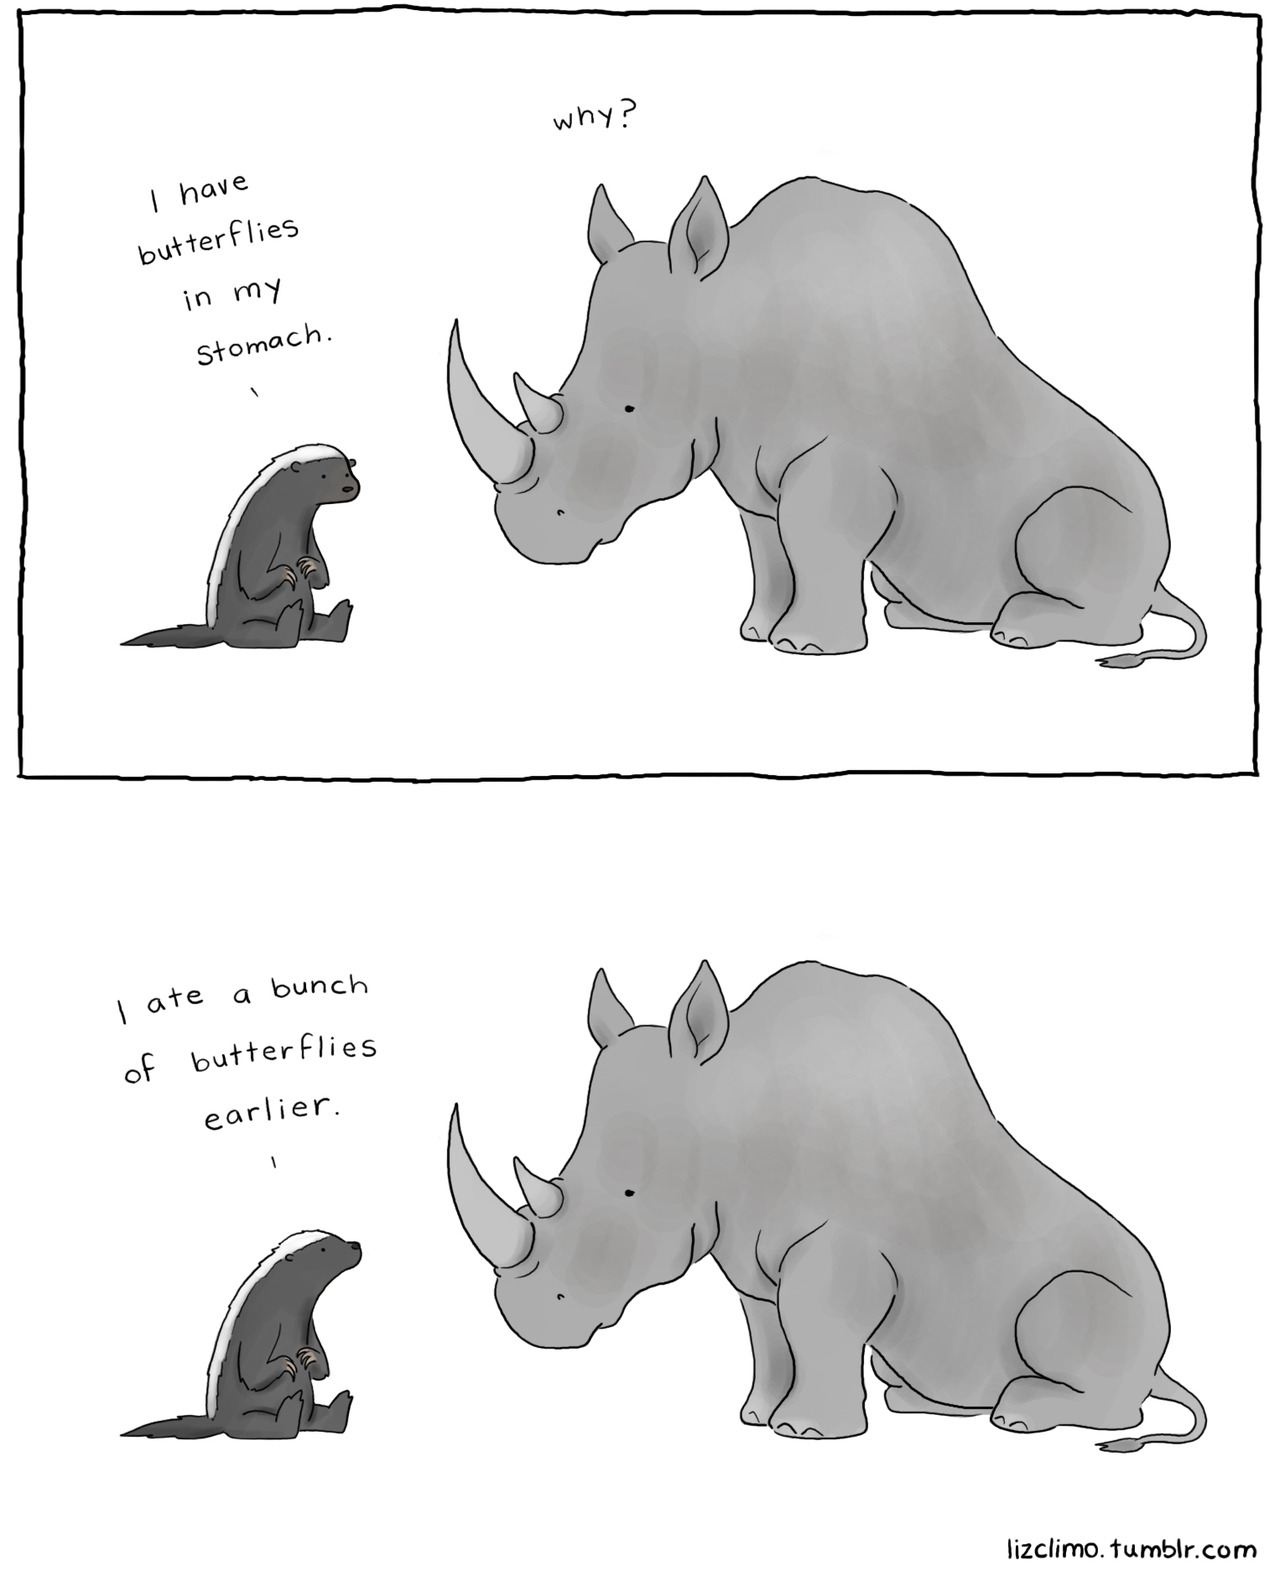 why?
I have
butterflies
in my
stomach.
I ate a bunch
of butterflies
earlier.
lizclimo.tumblr.com